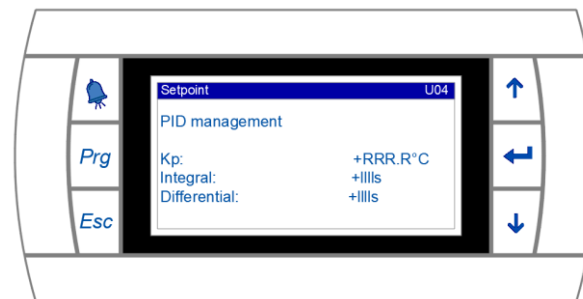 Setpoint U04
PID management
Prg
Kp: +RRR.R°C
Integral: +IIIIs
Differential: +IIIIs
Esc